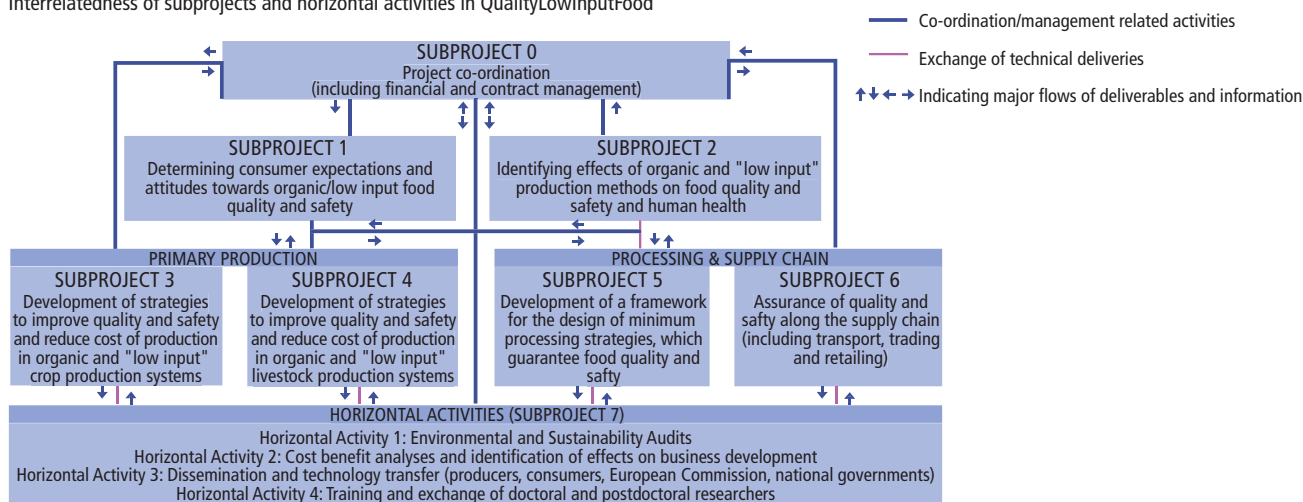 Interrelatedness of subprojects and horizontal activities in QualityLowInputFood
Co-ordination/management related activities
Exchange of technical deliveries
Indicating major flows of deliverables and information
SUBPROJECT 0
Project co-ordination
(including financial and contract management)
SUBPROJECT 1
Determining consumer expectations and
attitudes towards organic/low input food
quality and safety
SUBPROJECT 2
Identifying effects of organic and "low input"
production methods on food quality and
safety and human health
PRIMARY PRODUCTION
SUBPROJECT 3
Development of strategies
to improve quality and safety
and reduce cost of production
in organic and "low input"
crop production systems
SUBPROJECT 4
Development of strategies
to improve quality and safety
and reduce cost of production
in organic and "low input"
livestock production systems
PROCESSING & SUPPLY CHAIN
SUBPROJECT 5
Development of a framework
for the design of minimum
processing strategies, which
guarantee food quality and
safty
SUBPROJECT 6
Assurance of quality and
safty along the supply chain
(including transport, trading
and retailing)
HORIZONTAL ACTIVITIES (SUBPROJECT 7)
Horizontal Activity 1: Environmental and Sustainability Audits
Horizontal Activity 2: Cost benefit analyses and identification of effects on business development
Horizontal Activity 3: Dissemination and technology transfer (producers, consumers, European Commission, national governments)
Horizontal Activity 4: Training and exchange of doctoral and postdoctoral researchers